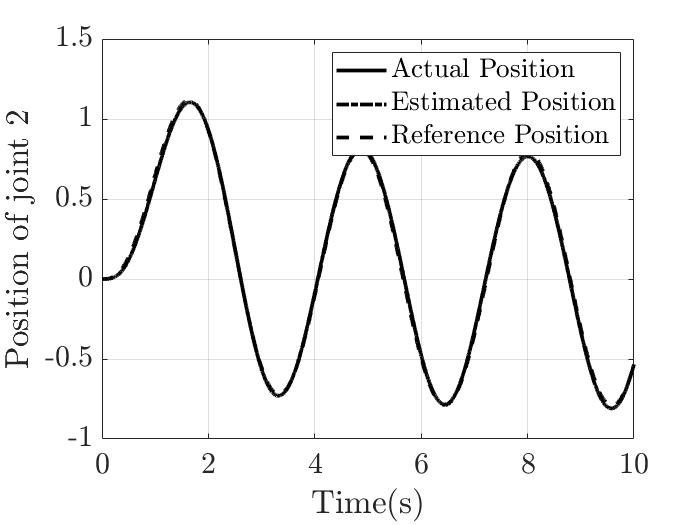 1.5
1
0.5
0
-0.5
-1
0 2 4 6 8 10
Position of joint 2
Time(s)
Actual Position
Estimated Position
Reference Position